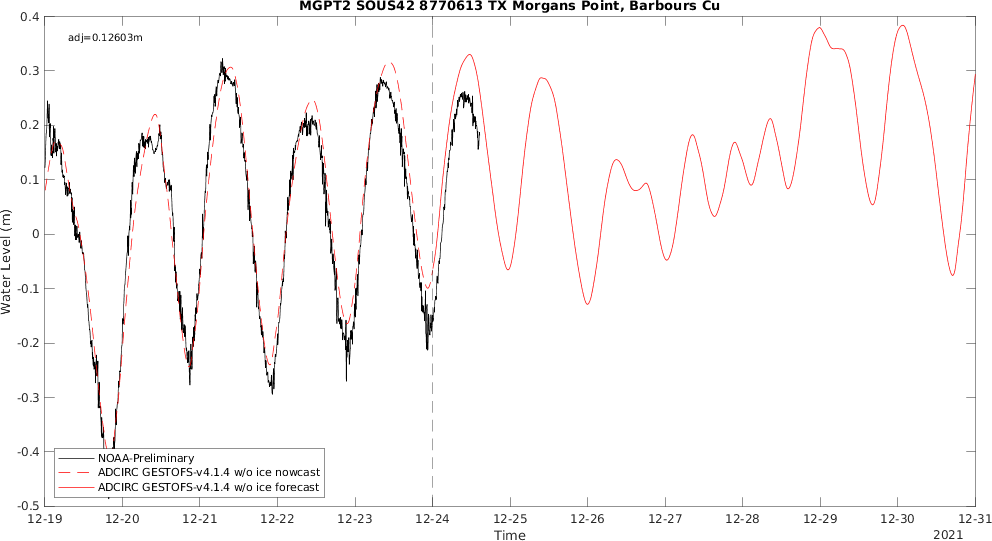 MGPT2 SOUS42 8770613 TX Morgans Point, Barbours Cu
adj=0.12603m
0.4
0.3
0.2
0.1
0
-0.1
-0.2
-0.3
-0.4
-0.5
Water Level (m)
NOAA-Preliminary
ADCIRC GESTOFS-v4.1.4 w/o ice nowcast
ADCIRC GESTOFS-v4.1.4 w/o ice forecast
12-19 12-20 12-21 12-22 12-23 12-24 12-25 12-26 12-27 12-28 12-29 12-30 12-31
Time
2021